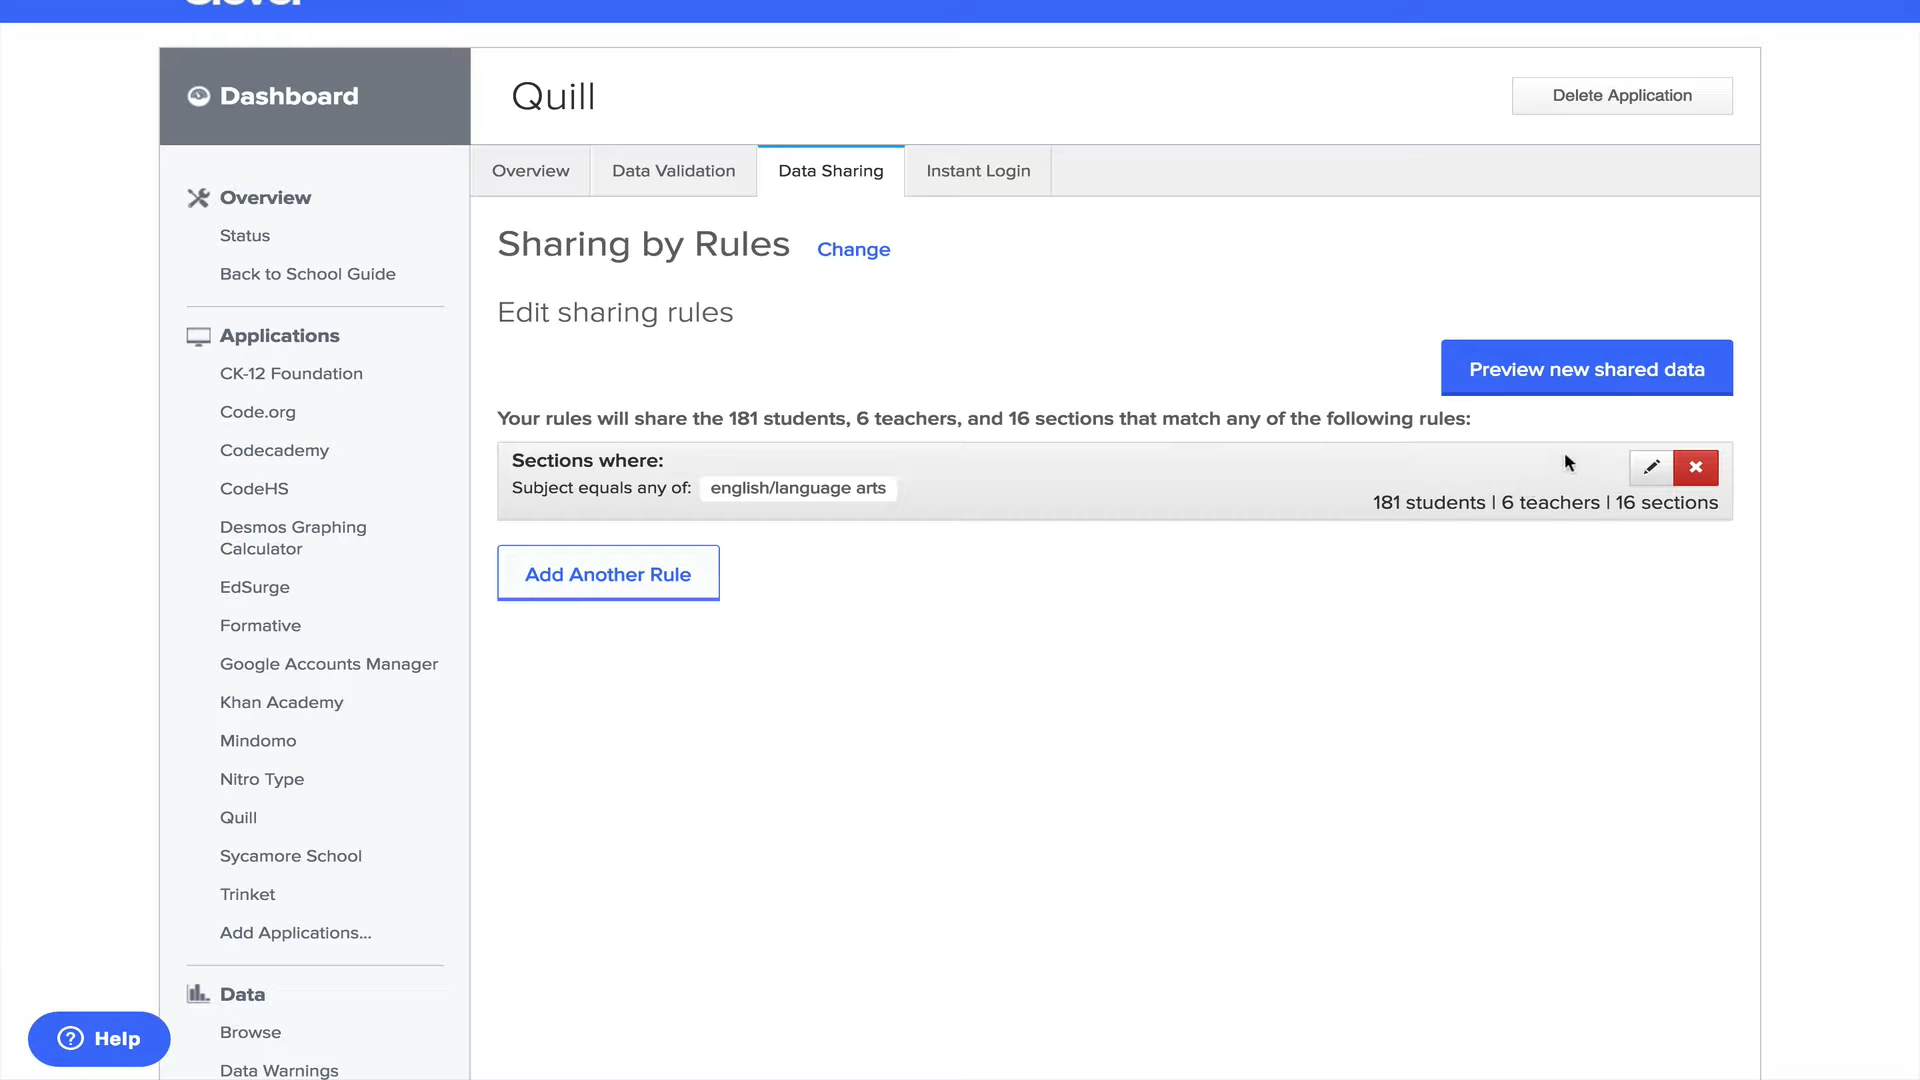 Dashboard
Quill
Delete Application
Overview
Data Validation
Data Sharing
Instant Login
Overview
Status
Back to School Guide
Applications
CK-12 Foundation
Code.org
Codecademy
CodeHS
Desmos Graphing
Calculator
EdSurge
Formative
Google Accounts Manager
Khan Academy
Mindomo
Nitro Type
Quill
Sycamore School
Trinket
Add Applications...
Data
Browse
Data Warnings
Help
Sharing by Rules Change
Edit sharing rules
Preview new shared data
Your rules will share the 181 students, 6 teachers, and 16 sections that match any of the following rules:
Sections where:
Subject equals any of: english/language arts
181 students | 6 teachers | 16 sections
Add Another Rule